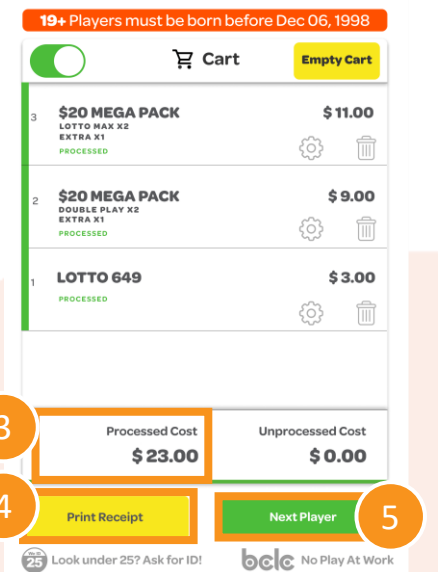 19+ Players must be born before Dec 06, 1998
Cart
Empty Cart
3
$20 MEGA PACK
$ 11.00
LOTTO MAX X2
EXTRA X1
PROCESSED
2
$20 MEGA PACK
$ 9.00
DOUBLE PLAY X2
EXTRA X1
PROCESSED
1
LOTTO 649
$ 3.00
PROCESSED
3
Processed Cost
Unprocessed Cost
$ 23.00
$ 0.00
4
Print Receipt
Next Player
5
25 Look under 25? Ask for ID!
bclc No Play At Work